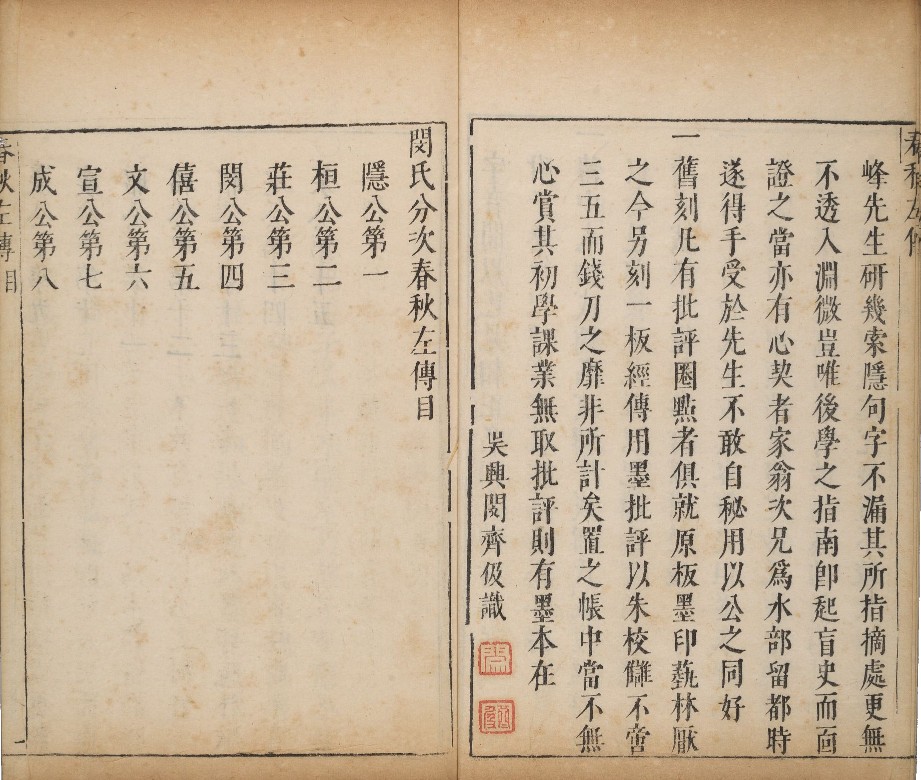 春秋左傳
峰先生研幾索隱句字不漏其所指摘處更無
不透入淵微豈唯後學之指南卽起盲史而面
證之當亦有心契者家翁次兄爲水部留都時
遂得手受於先生不敢自秘用以公之同好
一舊刻凡有批評圈點者俱就原板墨印藝林厭
之今另刻一板經傳用墨批評以朱校讎不啻
三五而錢刀之靡非所計矣置之帳中當不無
心賞其初學課業無取批評則有墨本在
吳興閔齊伋識
閔氏分次春秋左傳目
隱公第一
桓公第二
莊公第三
閔公第四
僖公第五
文公第六
宣公第七
成公第八
春秋左傳目
一